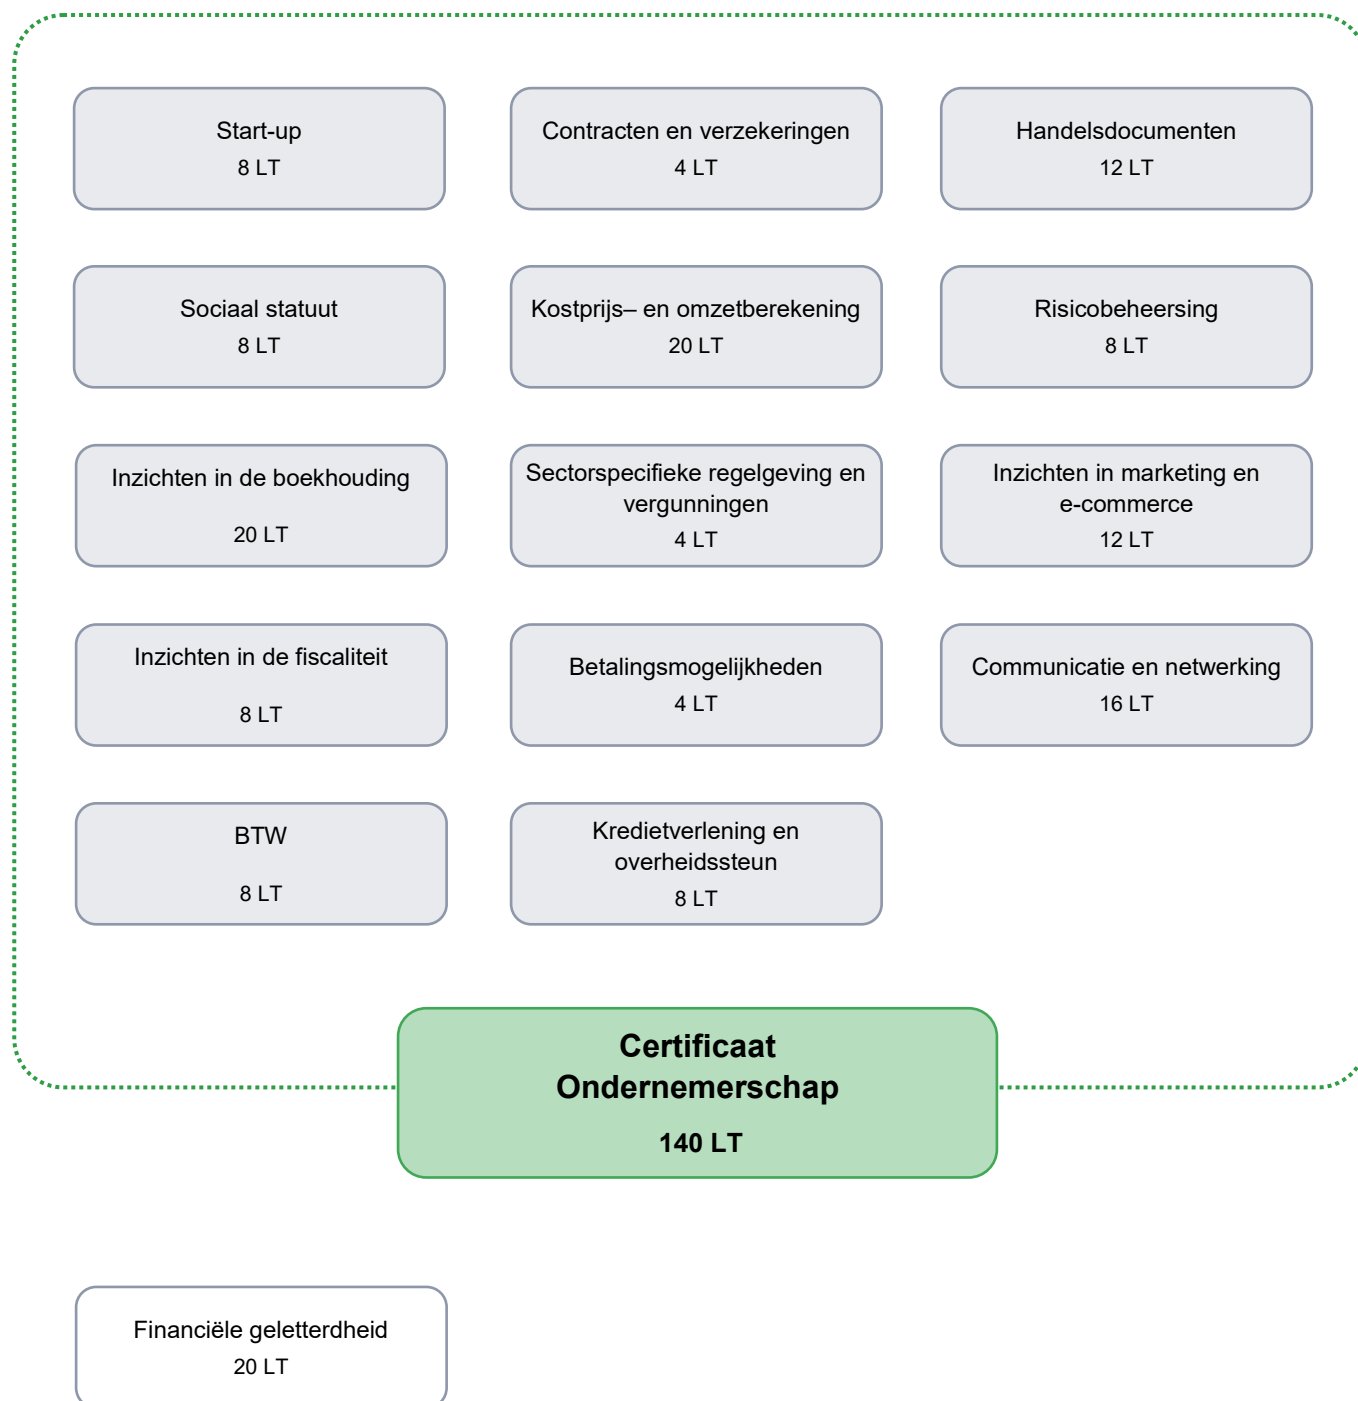 Start-up
8 LT
Contracten en verzekeringen
4 LT
Handelsdocumenten
12 LT
Sociaal statuut
8 LT
Kostprijs– en omzetberekening
20 LT
Risicobeheersing
8 LT
Inzichten in de boekhouding
20 LT
Sectorspecifieke regelgeving en
vergunningen
4 LT
Inzichten in marketing en
e-commerce
12 LT
Inzichten in de fiscaliteit
8 LT
Betalingsmogelijkheden
4 LT
Communicatie en netwerking
16 LT
BTW
8 LT
Kredietverlening en
overheidssteun
8 LT
Certificaat
Ondernemerschap
140 LT
Financiële geletterdheid
20 LT